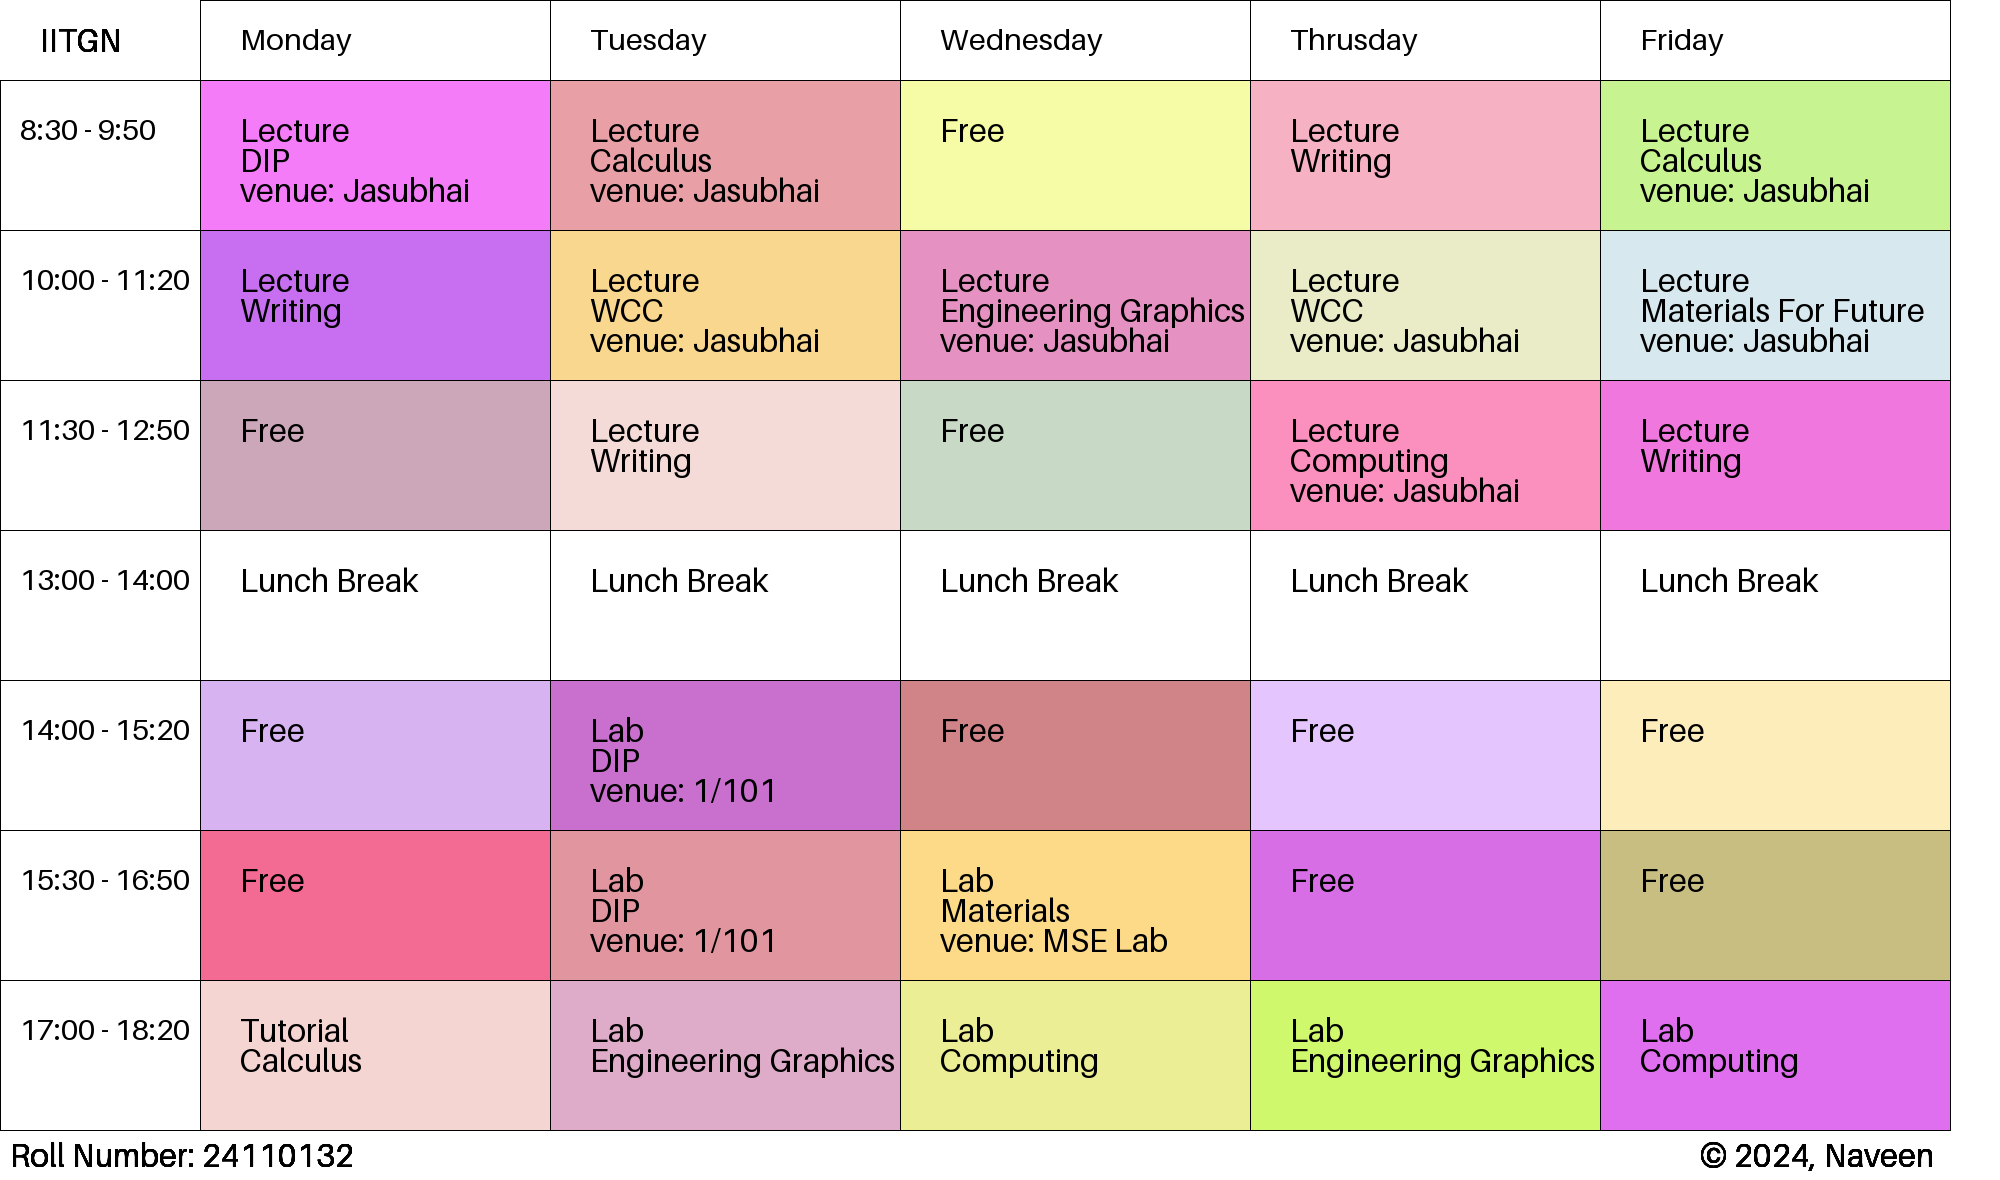 IITGN Monday Tuesday Wednesday Thrusday Friday
8:30 - 9:50
Lecture
DIP
venue: Jasubhai
Lecture
Calculus
venue: Jasubhai
Free
Lecture
Writing
Lecture
Calculus
venue: Jasubhai
10:00 - 11:20
Lecture
Writing
Lecture
WCC
venue: Jasubhai
Lecture
Engineering Graphics
venue: Jasubhai
Lecture
WCC
venue: Jasubhai
Lecture
Materials For Future
venue: Jasubhai
11:30 - 12:50
Free
Lecture
Writing
Free
Lecture
Computing
venue: Jasubhai
Lecture
Writing
13:00 - 14:00
Lunch Break
Lunch Break
Lunch Break
Lunch Break
Lunch Break
14:00 - 15:20
Free
Lab
DIP
venue: 1/101
Free
Free
Free
15:30 - 16:50
Free
Lab
DIP
venue: 1/101
Lab
Materials
venue: MSE Lab
Free
Free
17:00 - 18:20
Tutorial
Calculus
Lab
Engineering Graphics
Lab
Computing
Lab
Engineering Graphics
Lab
Computing
Roll Number: 24110132
© 2024, Naveen